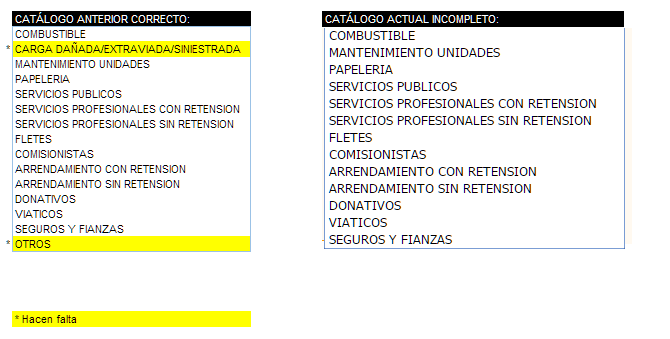 CATÁLOGO ANTERIOR CORRECTO:
COMBUSTIBLE
* CARGA DAÑADA/EXTRAVIADA/SINIESTRADA
MANTENIMIENTO UNIDADES
PAPELERIA
SERVICIOS PUBLICOS
SERVICIOS PROFESIONALES CON RETENSION
SERVICIOS PROFESIONALES SIN RETENSION
FLETES
COMISIONISTAS
ARRENDAMIENTO CON RETENSION
ARRENDAMIENTO SIN RETENSION
DONATIVOS
VIATICOS
SEGUROS Y FIANZAS
* OTROS
* Hacen falta
CATÁLOGO ACTUAL INCOMPLETO:
COMBUSTIBLE
MANTENIMIENTO UNIDADES
PAPELERIA
SERVICIOS PUBLICOS
SERVICIOS PROFESIONALES CON RETENSION
SERVICIOS PROFESIONALES SIN RETENSION
FLETES
COMISIONISTAS
ARRENDAMIENTO CON RETENSION
ARRENDAMIENTO SIN RETENSION
DONATIVOS
VIATICOS
SEGUROS Y FIANZAS